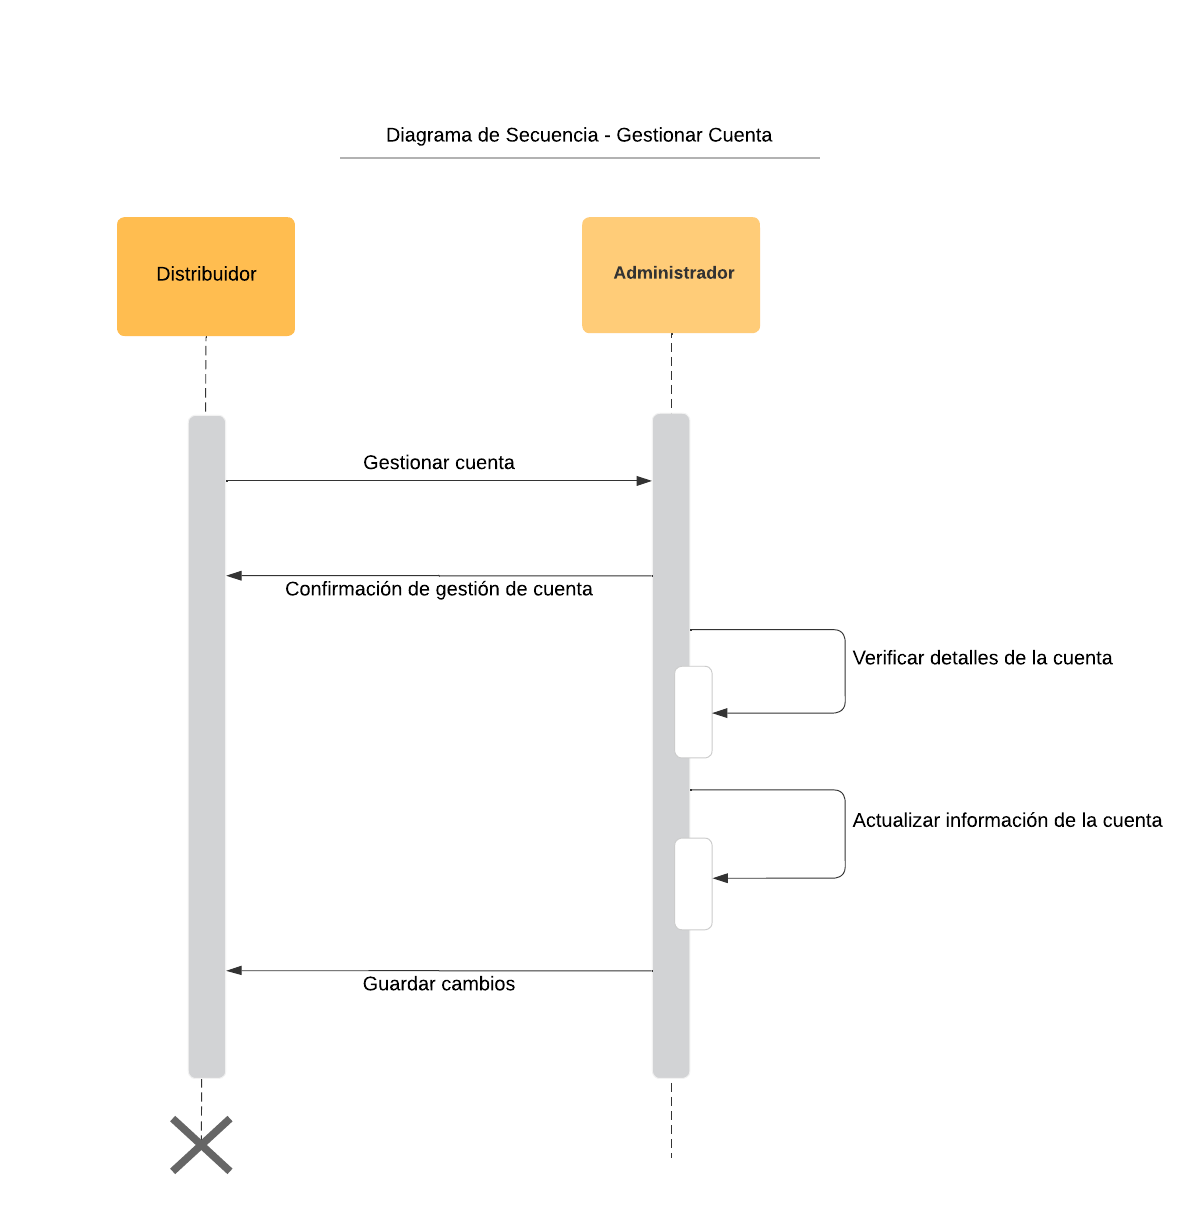 Diagrama de Secuencia - Gestionar Cuenta
Distribuidor
Administrador
Gestionar cuenta
Confirmación de gestión de cuenta
Verificar detalles de la cuenta
Actualizar información de la cuenta
Guardar cambios